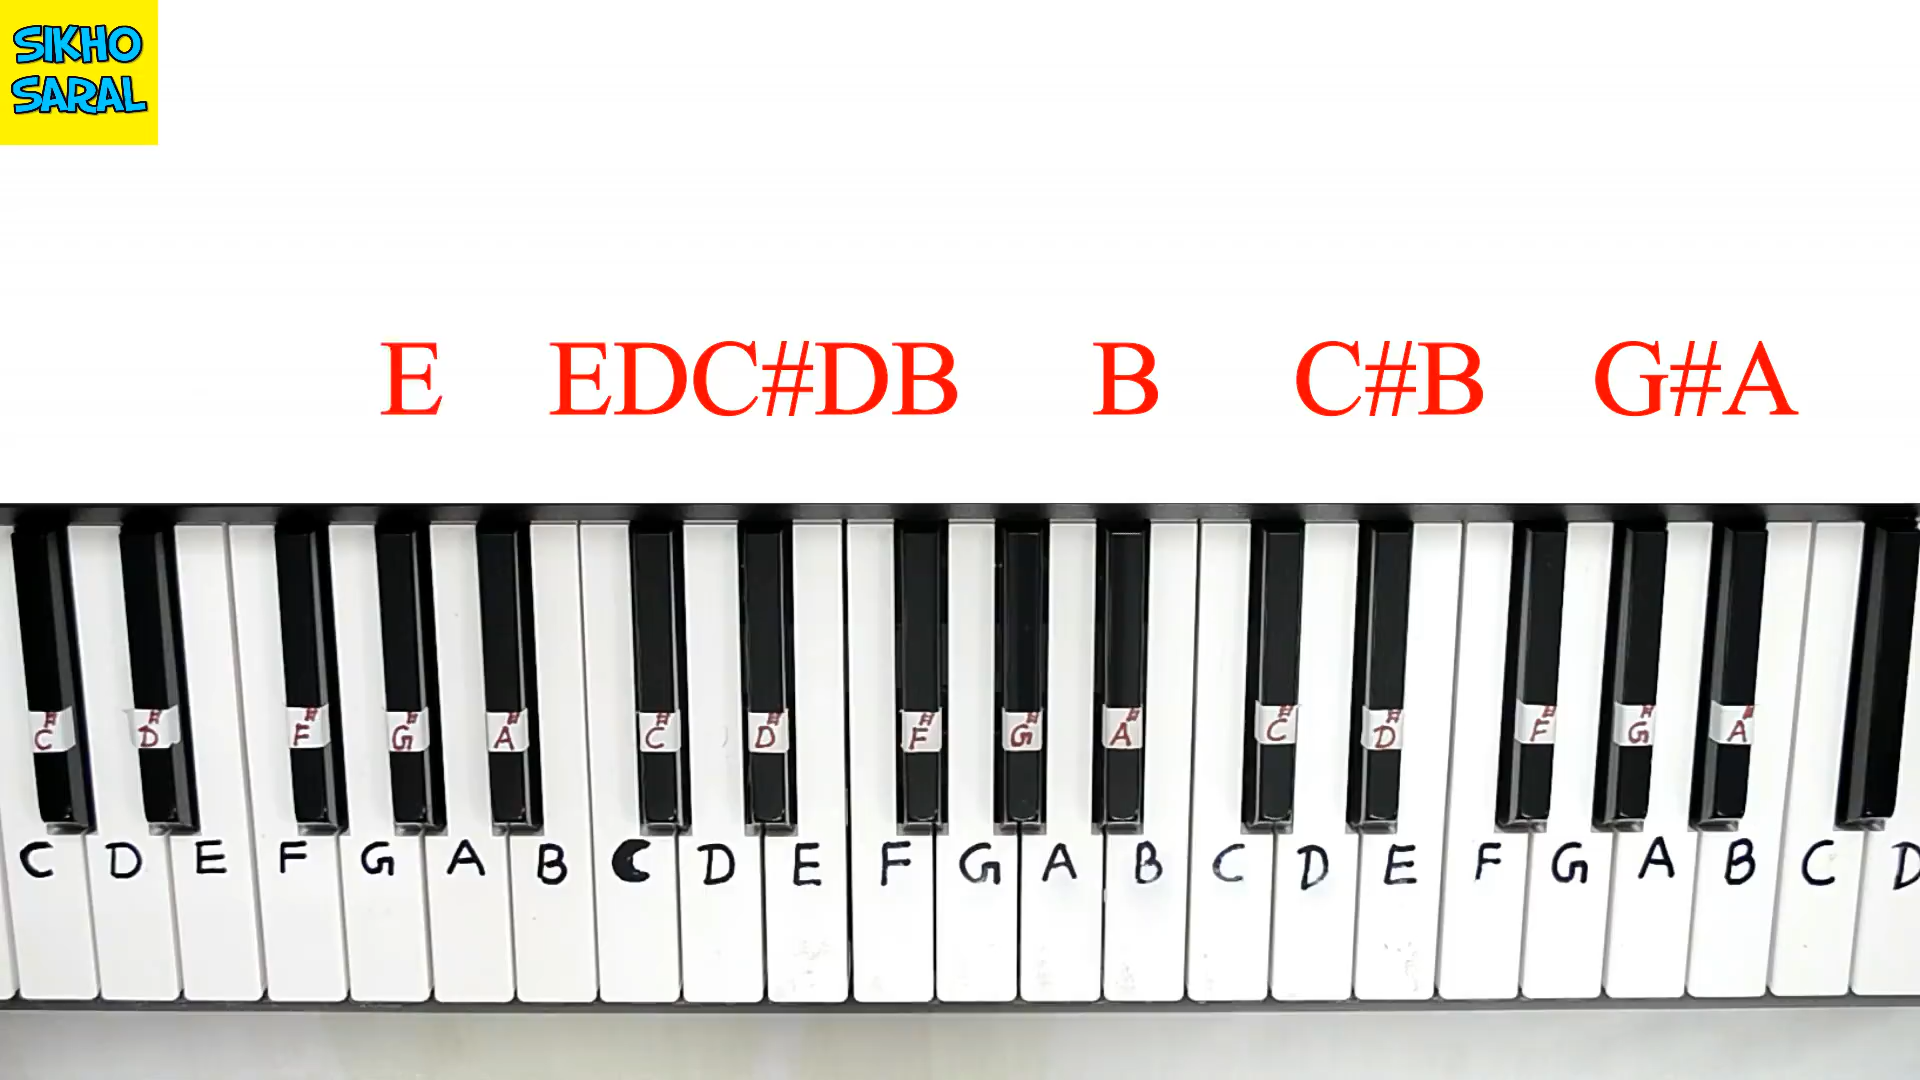 SIKHO
SARAL
E EDC#DB B C#B G#A
C# D# F# G# A# C# D# F# G# A# C# D# F# G# A#
C D E F G A B C D E F G A B C D E F G A B C D